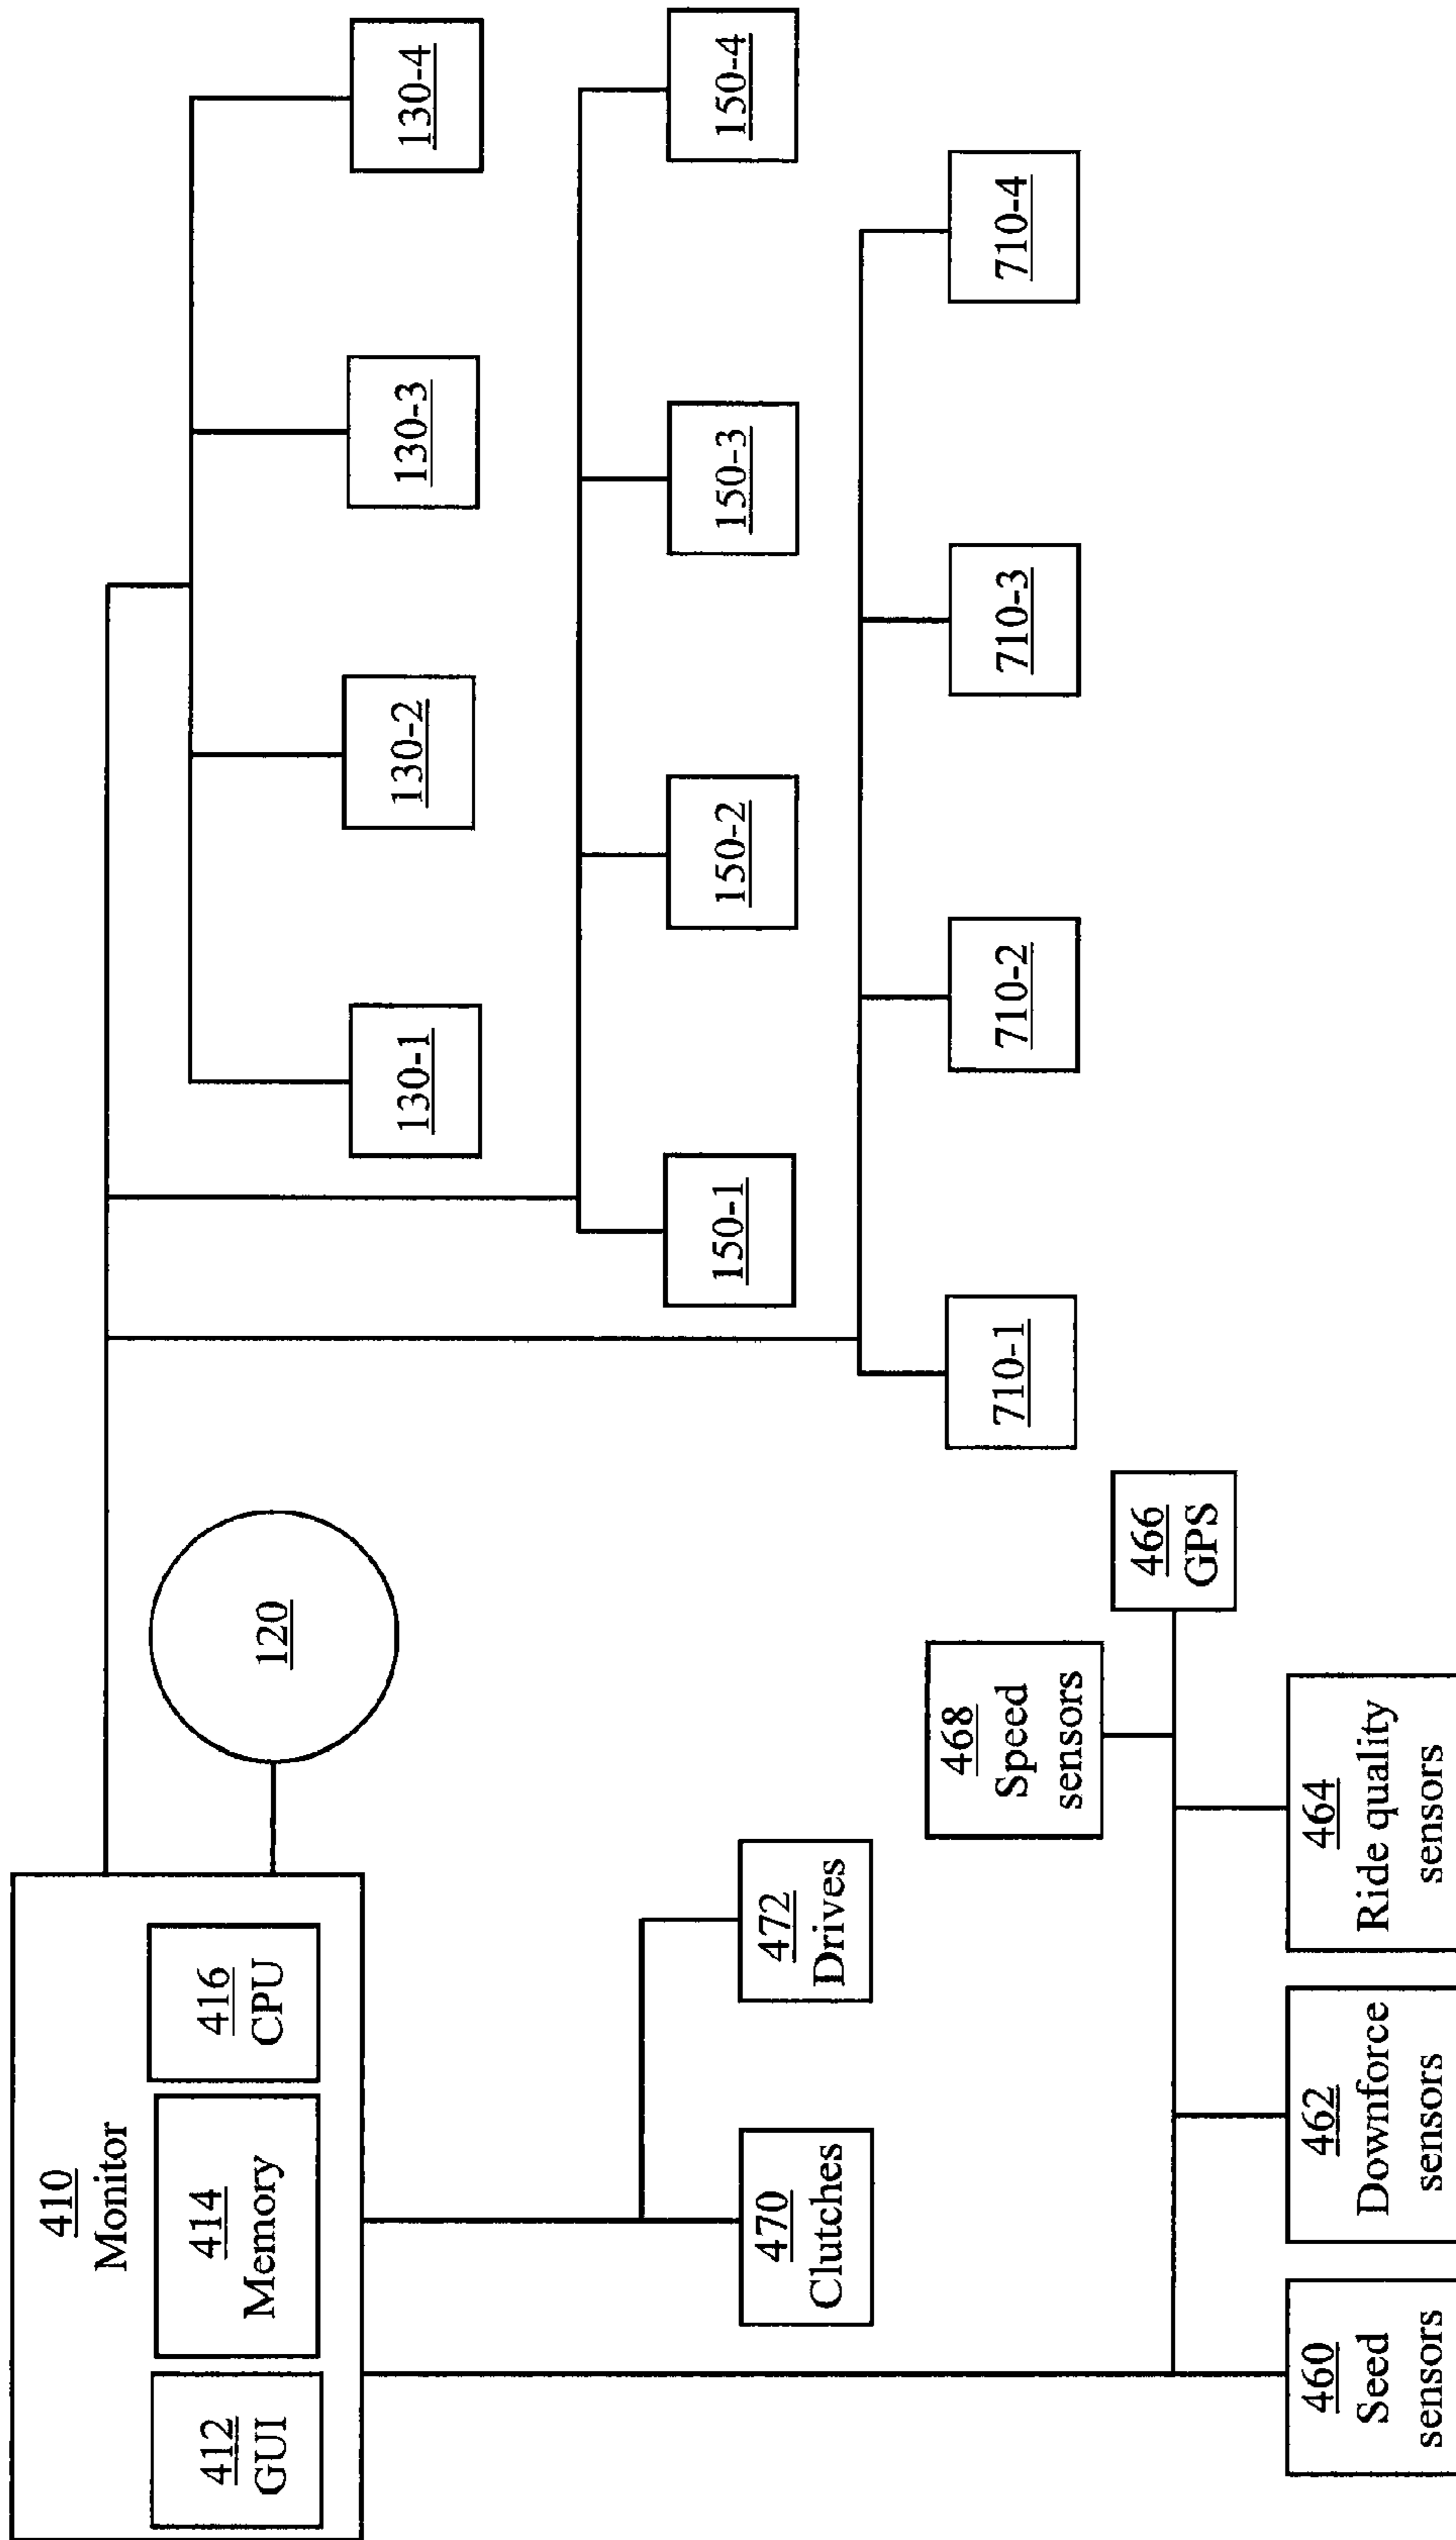 410
Monitor
412
GUI
414
Memory
416
CPU
120
130-1
130-2
130-3
130-4
150-1
150-2
150-3
150-4
710-1
710-2
710-3
710-4
470
Clutches
472
Drives
468
Speed
sensors
466
GPS
460
Seed
sensors
462
Downforce
sensors
464
Ride quality
sensors